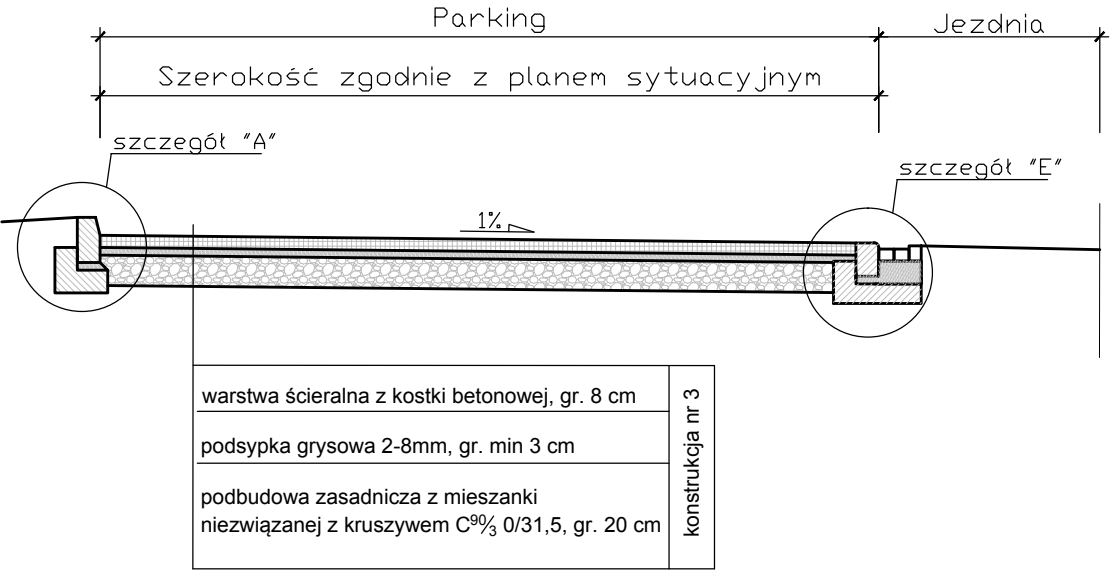 Parking
Jezdnia
Szerokość zgodnie z planem sytuacyjnym
szczegół "A"
szczegół "E"
1%
warstwa ścieralna z kostki betonowej, gr. 8 cm
podsypka grysowa 2-8mm, gr. min 3 cm
podbudowa zasadnicza z mieszanki
niezwiązanej z kruszywem C90/3 0/31,5, gr. 20 cm
konstrukcja nr 3